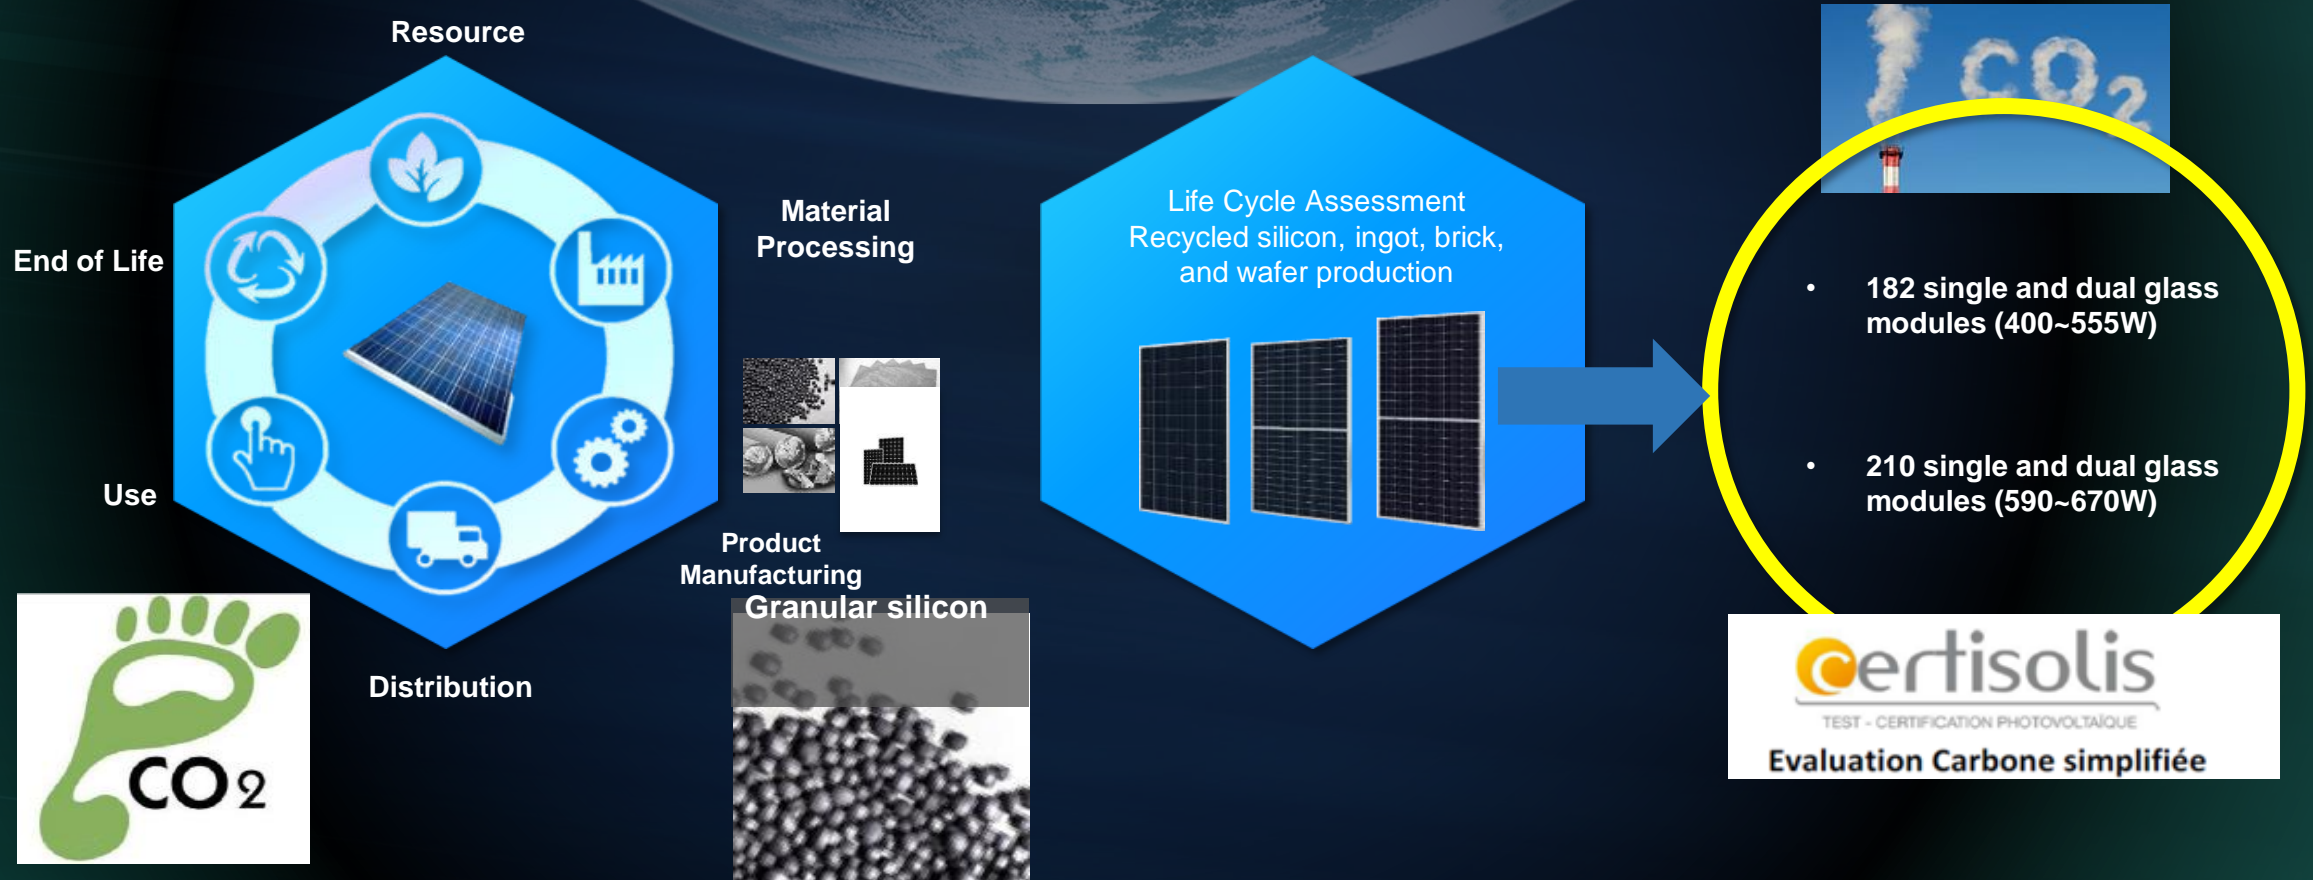 Resource
Material
Processing
End of Life
Use
Product
Manufacturing
Granular silicon
Distribution
CO2
Life Cycle Assessment
Recycled silicon, ingot, brick,
and wafer production
CO2
• 182 single and dual glass
modules (400~555W)
• 210 single and dual glass
modules (590~670W)
certisolis
TEST - CERTIFICATION PHOTOVOLTAÏQUE
Evaluation Carbone simplifiée